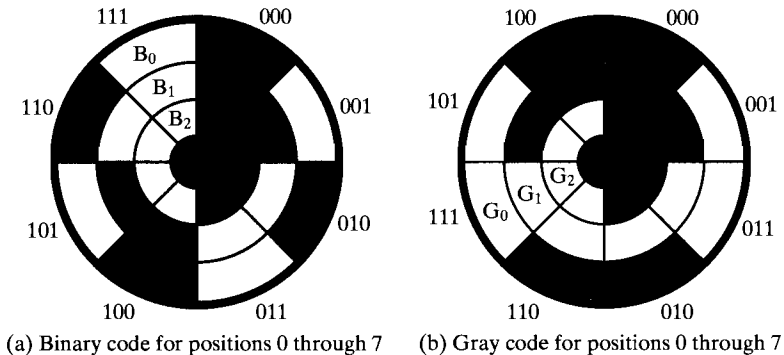 111 000
B0
B1
B2
110 001
101 010
100 011
(a) Binary code for positions 0 through 7
100 000
101 001
G2
G1
G0
111 011
110 010
(b) Gray code for positions 0 through 7